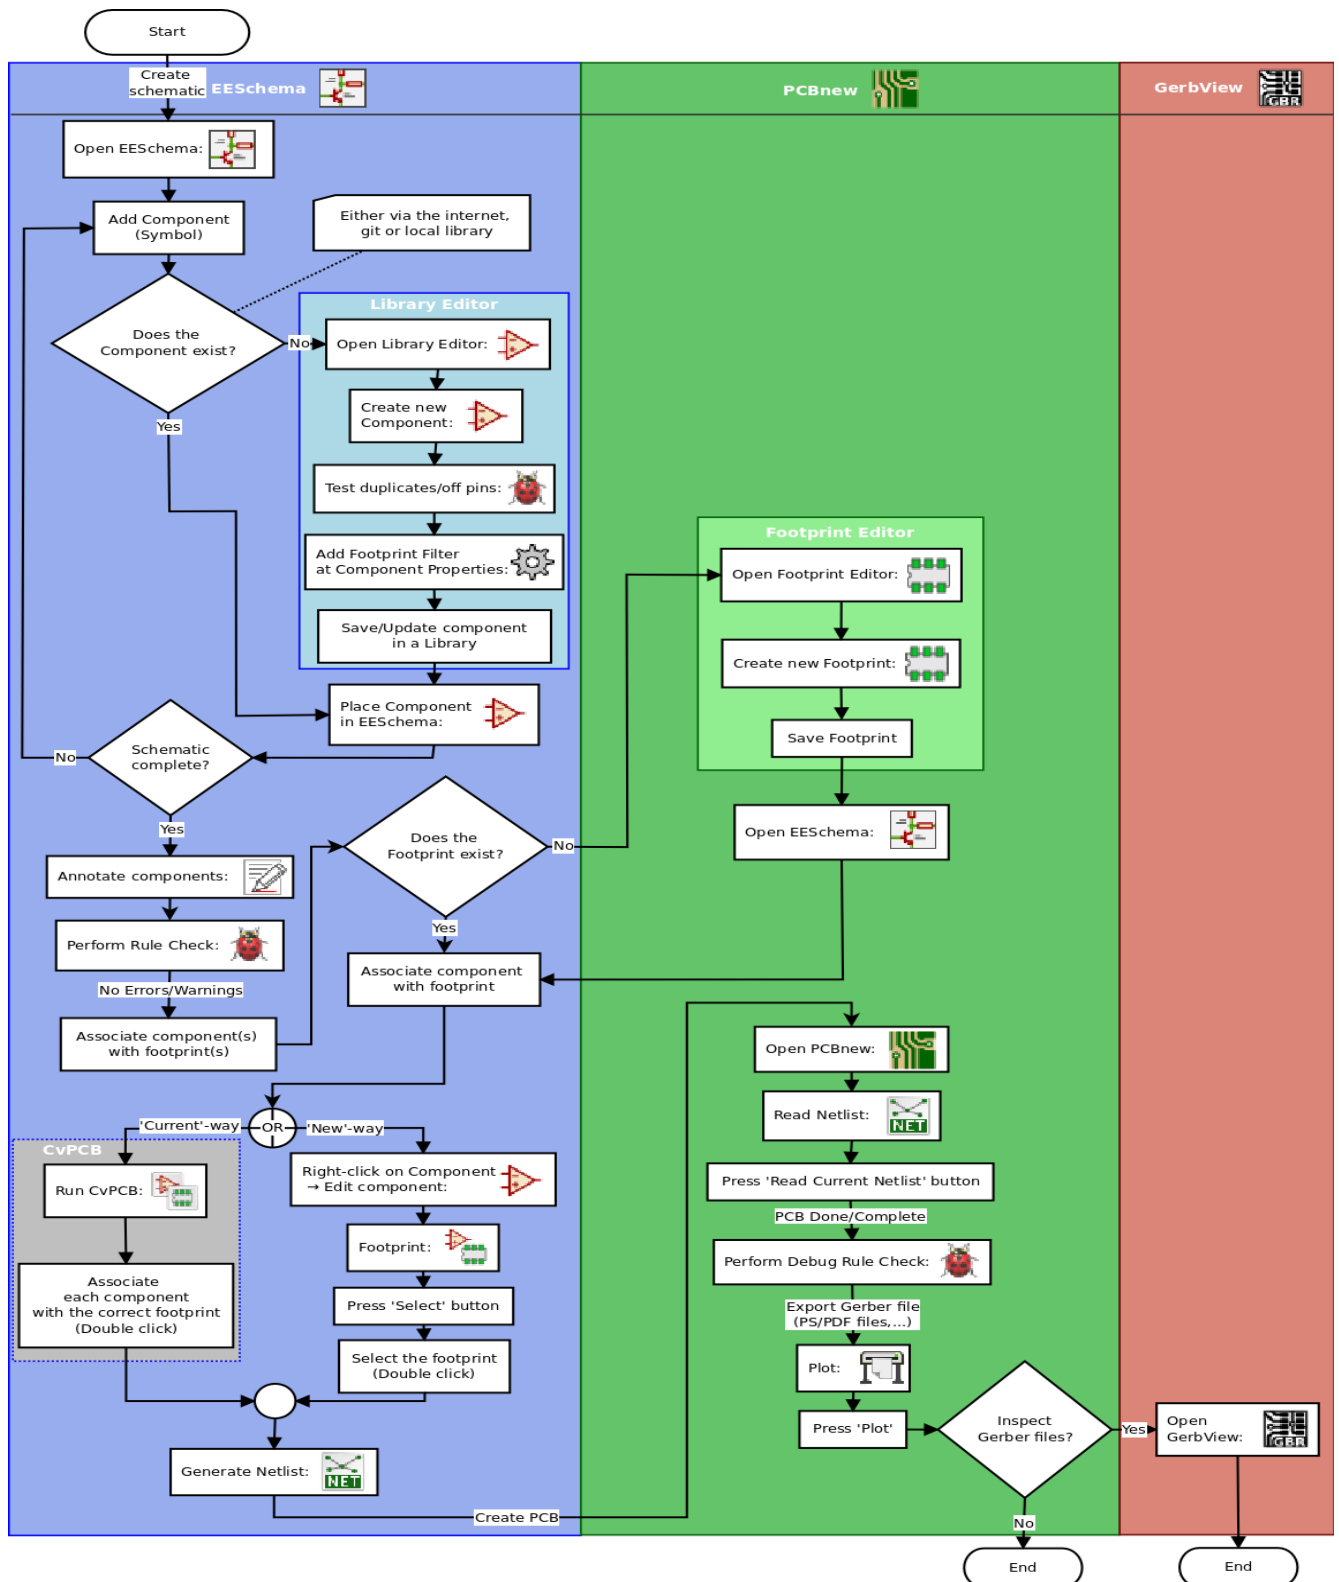 Start
Create
schematic
EESchema
PCBnew
GerbView
GBR
Open EESchema:
Add Component
(Symbol)
Either via the internet,
git or local library
Does the
Component exist?
No
Yes
Library Editor
Open Library Editor:
Create new
Component:
Test duplicates/off pins:
Add Footprint Filter
at Component Properties:
Save/Update component
in a Library
Place Component
in EESchema:
Schematic
complete?
No
Yes
Annotate components:
Perform Rule Check:
No Errors/Warnings
Associate component(s)
with footprint(s)
Does the
Footprint exist?
No
Yes
Footprint Editor
Open Footprint Editor:
Create new Footprint:
Save Footprint
Open EESchema:
Associate component
with footprint
OR
'Current'-way
'New'-way
CvPCB
Run CvPCB:
Associate
each component
with the correct footprint
(Double click)
Right-click on Component
→ Edit component:
Footprint:
Press 'Select' button
Select the footprint
(Double click)
Generate Netlist:
NET
Create PCB
Open PCBnew:
Read Netlist:
NET
Press 'Read Current Netlist' button
PCB Done/Complete
Perform Debug Rule Check:
Export Gerber file
(PS/PDF files,...)
Plot:
Press 'Plot'
Inspect
Gerber files?
Yes
No
Open
GerbView:
GBR
End
End